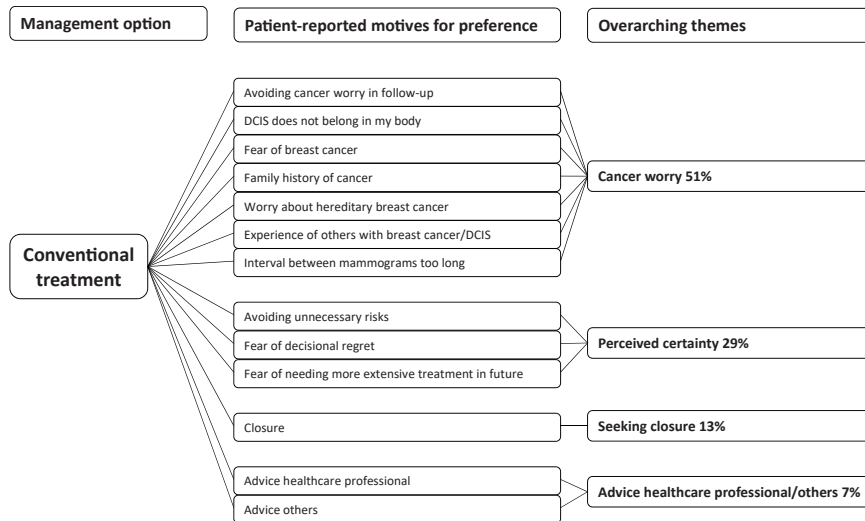 Management option
Patient-reported motives for preference
Overarching themes
Conventional
treatment
Avoiding cancer worry in follow-up
DCIS does not belong in my body
Fear of breast cancer
Family history of cancer
Worry about hereditary breast cancer
Experience of others with breast cancer/DCIS
Interval between mammograms too long
Cancer worry 51%
Avoiding unnecessary risks
Fear of decisional regret
Fear of needing more extensive treatment in future
Perceived certainty 29%
Closure
Seeking closure 13%
Advice healthcare professional
Advice others
Advice healthcare professional/others 7%